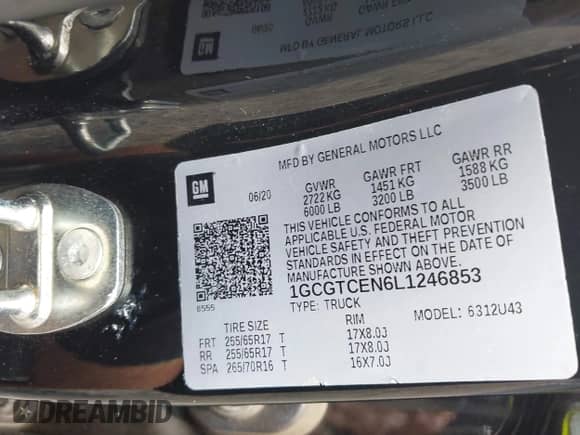 MFD BY GENERAL MOTORS LLC
GM
06/20
GVWR
2722 KG
6000 LB
GAWR FRT
1451 KG
3200 LB
GAWR RR
1588 KG
3500 LB
THIS VEHICLE CONFORMS TO ALL
APPLICABLE U.S. FEDERAL MOTOR
VEHICLE SAFETY AND THEFT PREVENTION
STANDARDS IN EFFECT ON THE DATE OF
MANUFACTURE SHOWN ABOVE.
1GCGTCEN6L1246853
TYPE: TRUCK
MODEL: 6312U43
6555
TIRE SIZE RIM
FRT 255/65R17 T 17X8.0J
RR 255/65R17 T 17X8.0J
SPA 265/70R16 T 16X7.0J
DREAMBID